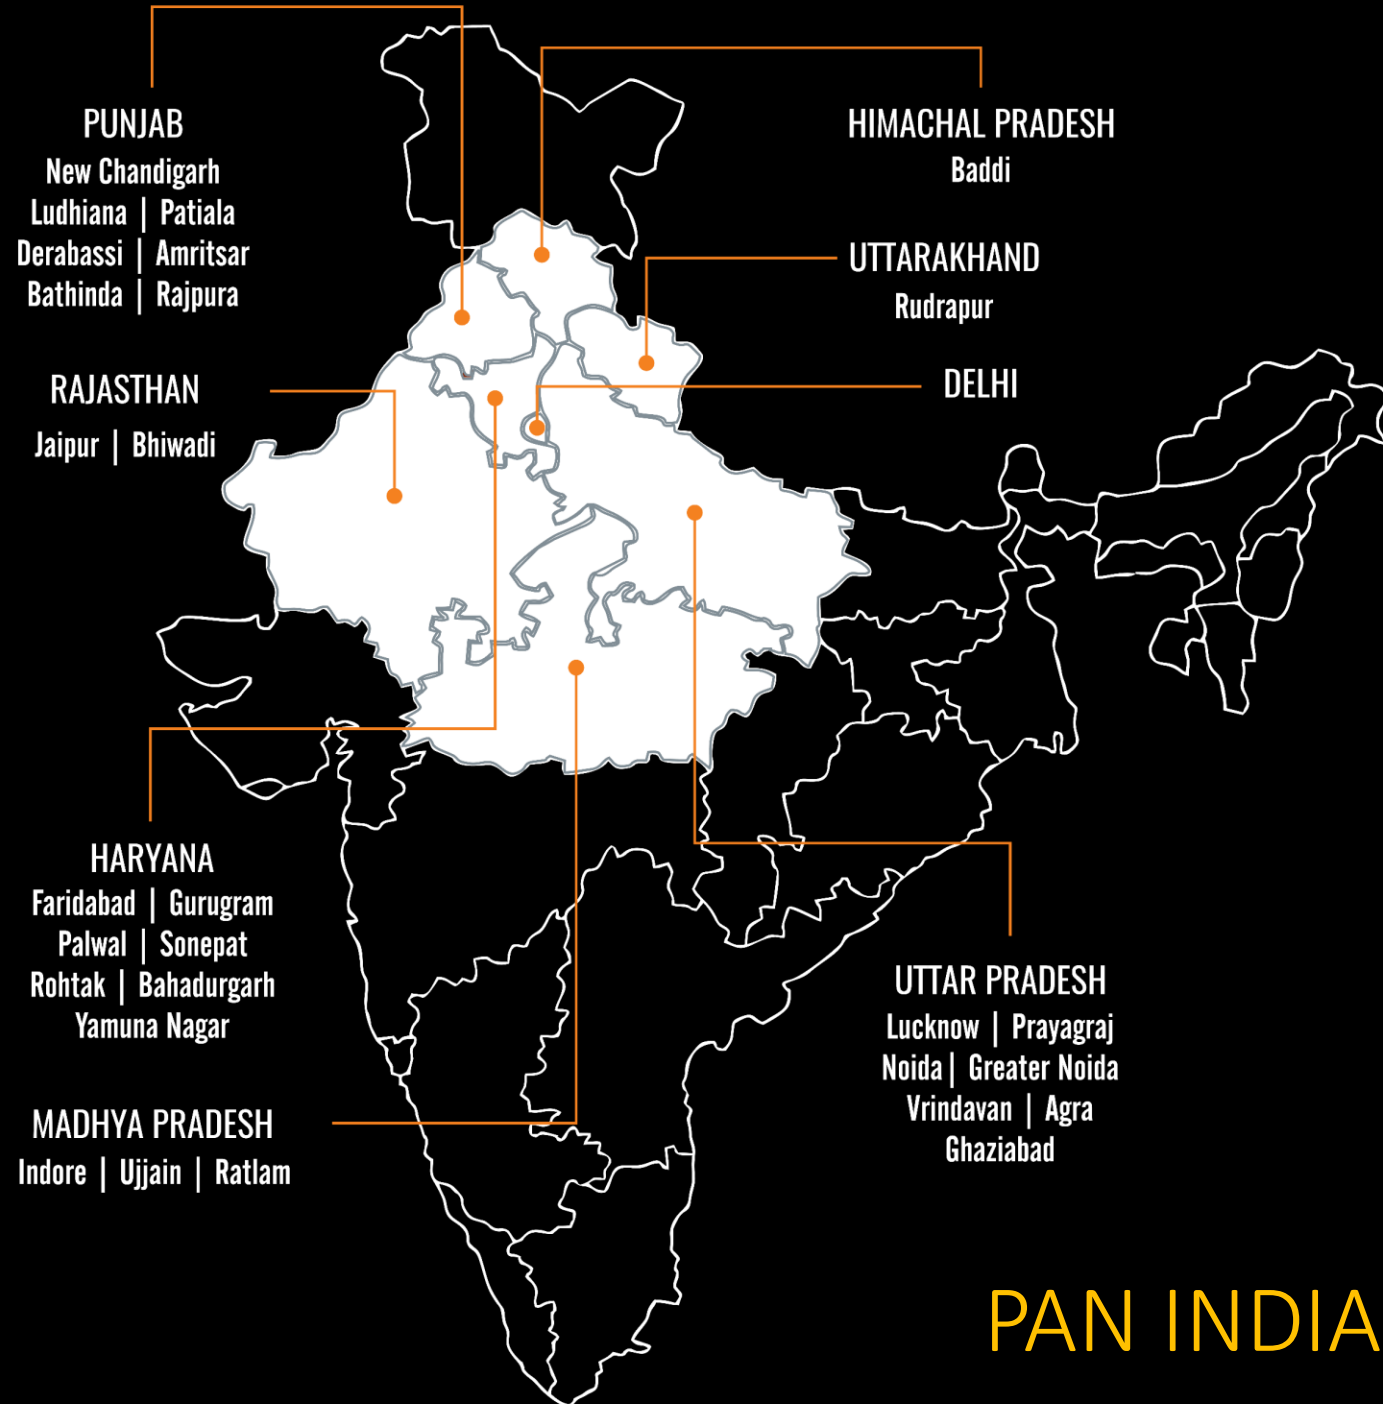 PUNJAB
New Chandigarh
Ludhiana | Patiala
Derabassi | Amritsar
Bathinda | Rajpura
HIMACHAL PRADESH
Baddi
UTTARAKHAND
Rudrapur
RAJASTHAN
Jaipur | Bhiwadi
DELHI
HARYANA
Faridabad | Gurugram
Palwal | Sonepat
Rohtak | Bahadurgarh
Yamuna Nagar
UTTAR PRADESH
Lucknow | Prayagraj
Noida | Greater Noida
Vrindavan | Agra
Ghaziabad
MADHYA PRADESH
Indore | Ujjain | Ratlam
PAN INDIA